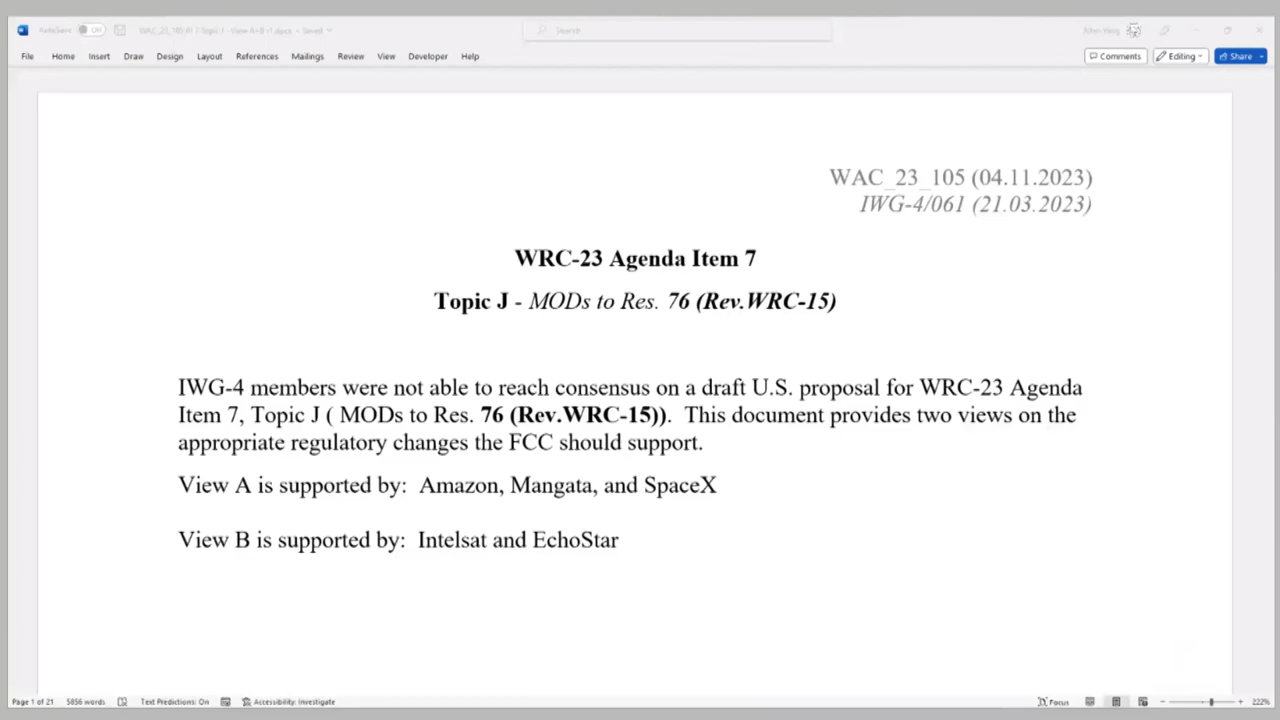 AutoSave Off
Search
File Home Insert Draw Design Layout References Mailings Review View Developer Help Comments Editing Share
WAC_23_105 (04.11.2023)
IWG-4/061 (21.03.2023)
WRC-23 Agenda Item 7
Topic J - MODs to Res. 76 (Rev.WRC-15)
IWG-4 members were not able to reach consensus on a draft U.S. proposal for WRC-23 Agenda
Item 7, Topic J ( MODs to Res. 76 (Rev.WRC-15)). This document provides two views on the
appropriate regulatory changes the FCC should support.
View A is supported by: Amazon, Mangata, and SpaceX
View B is supported by: Intelsat and EchoStar
Page 1 of 21 5856 words Text Predictions: On Accessibility: Investigate Focus 222%